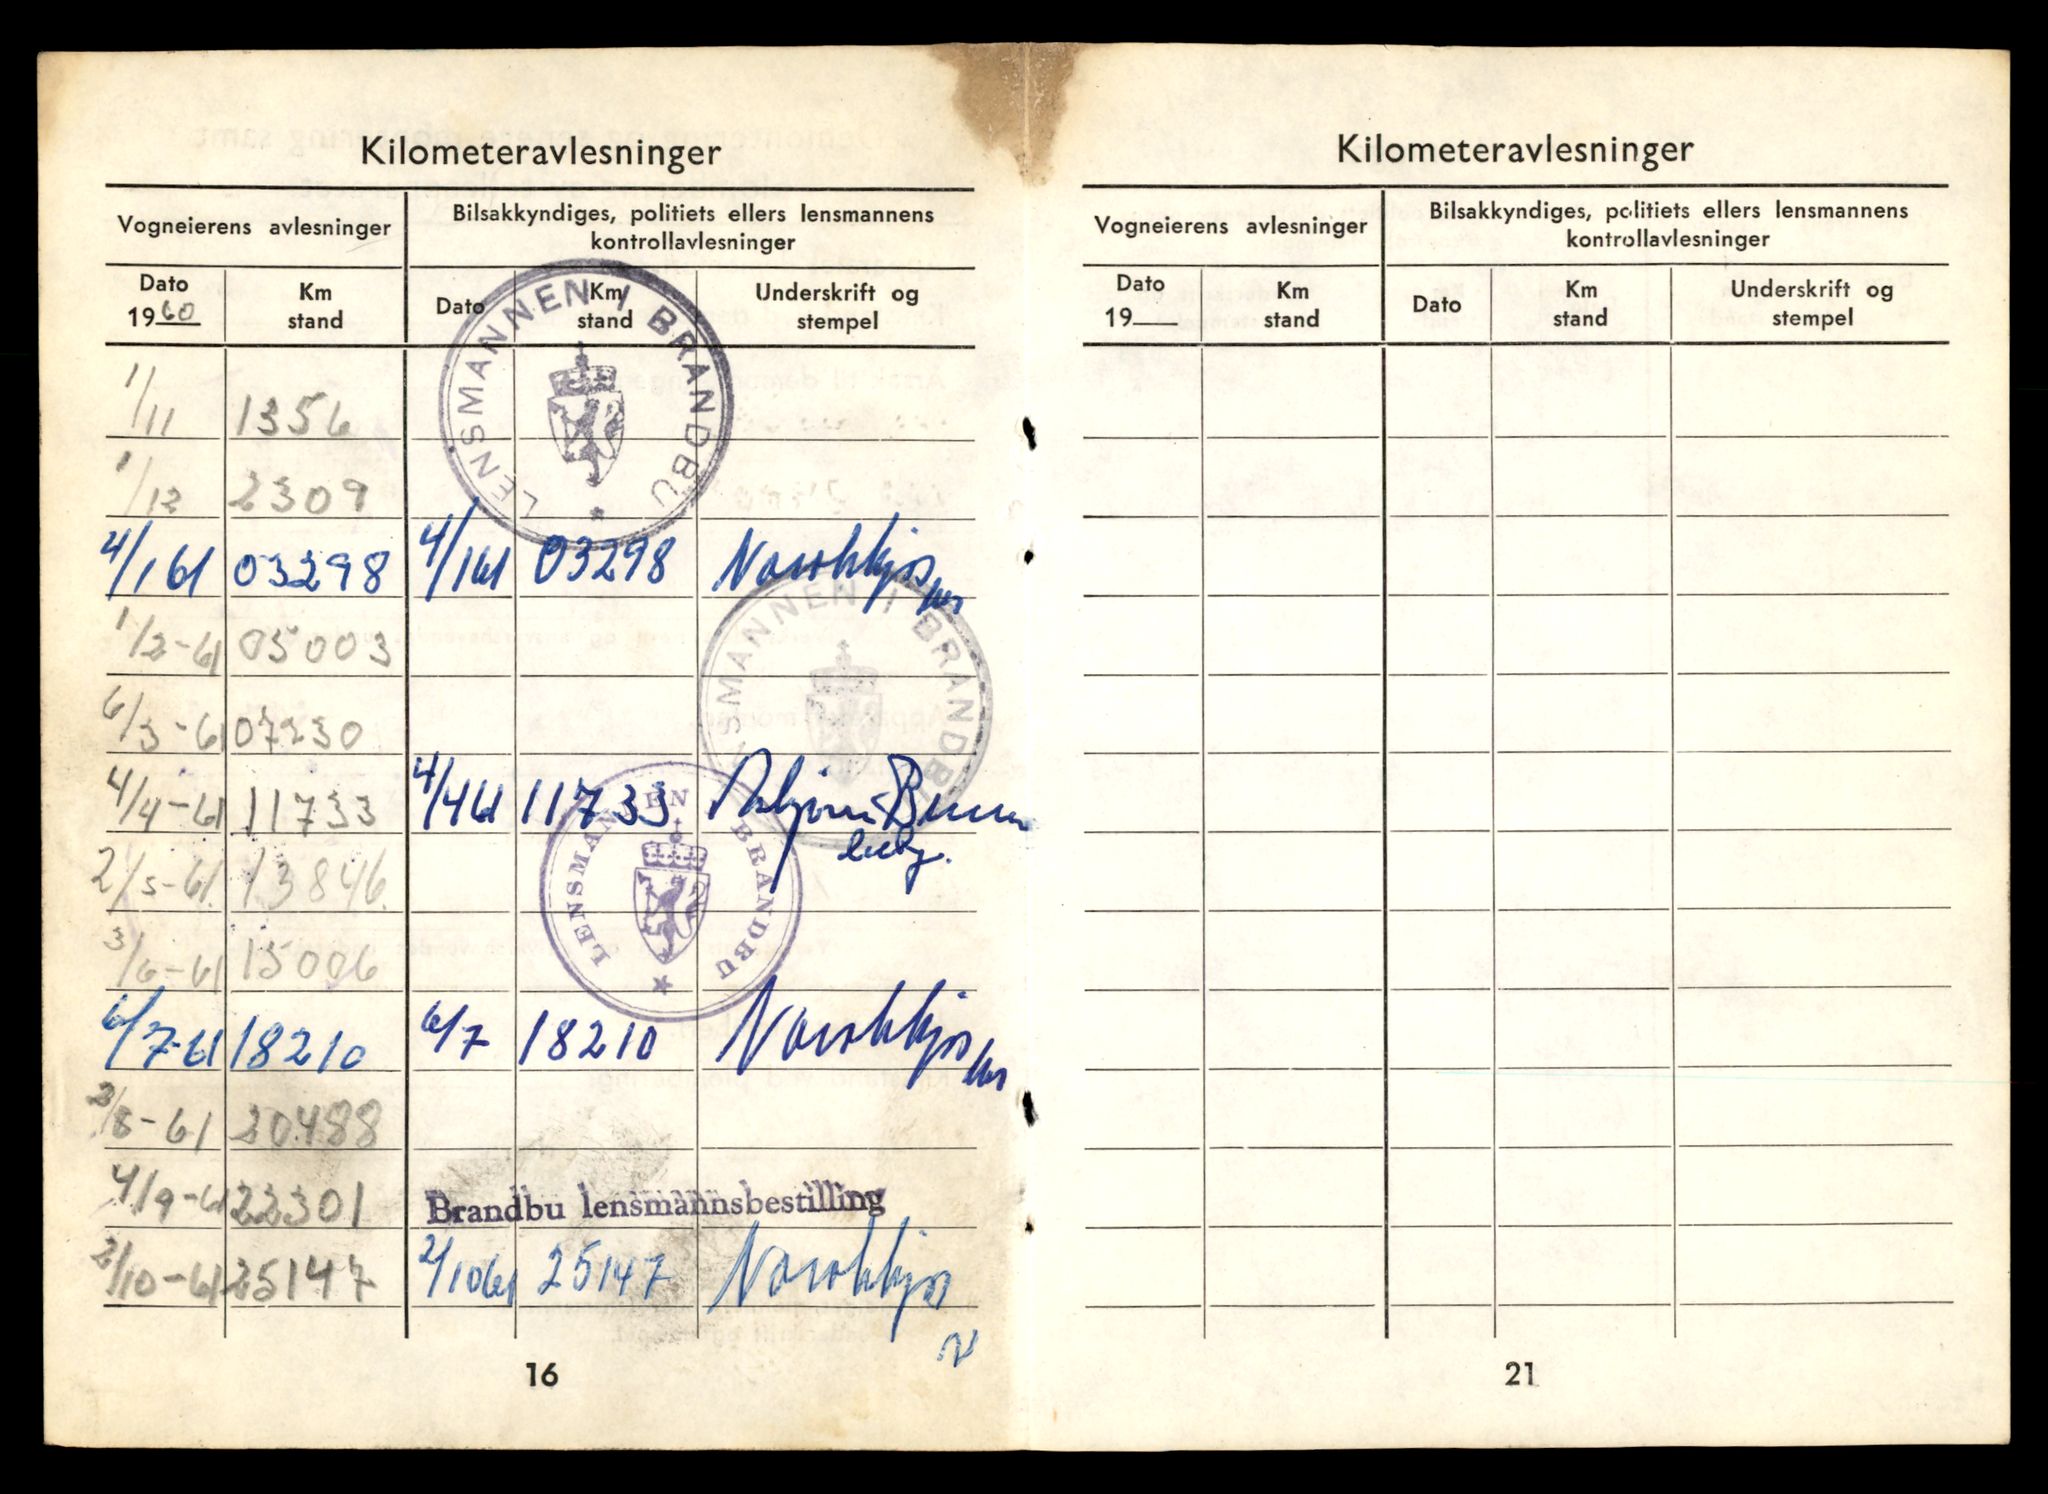 Kilometeravlesninger
Vogneierens avlesninger
Bilsakkyndiges, politiets ellers lensmannens
kontrollavlesninger
Dato
1960
Km
stand
Dato
Km
stand
Underskrift og
stempel
LENSMANNEN I BRANDBU
1/11 1356
1/12 2309
4/1 61 03298 4/1 61 03298
1/2-61 05003
LENSMANNEN I BRANDBU
6/3-61 07230
4/4-61 11733 4/4 61 11733
LENSMANNEN BRANDBU
2/5-61. 13846.
3/6-61 15006
6/7-61 18210 6/7 18210
2/8-61 20488
4/9-61 22301 Brandbu lensmannsbestilling
2/10-61 25147 2/10 61 25147
16
Kilometeravlesninger
Vogneierens avlesninger
Bilsakkyndiges, politiets ellers lensmannens
kontrollavlesninger
Dato
19
Km
stand
Dato
Km
stand
Underskrift og
stempel
21